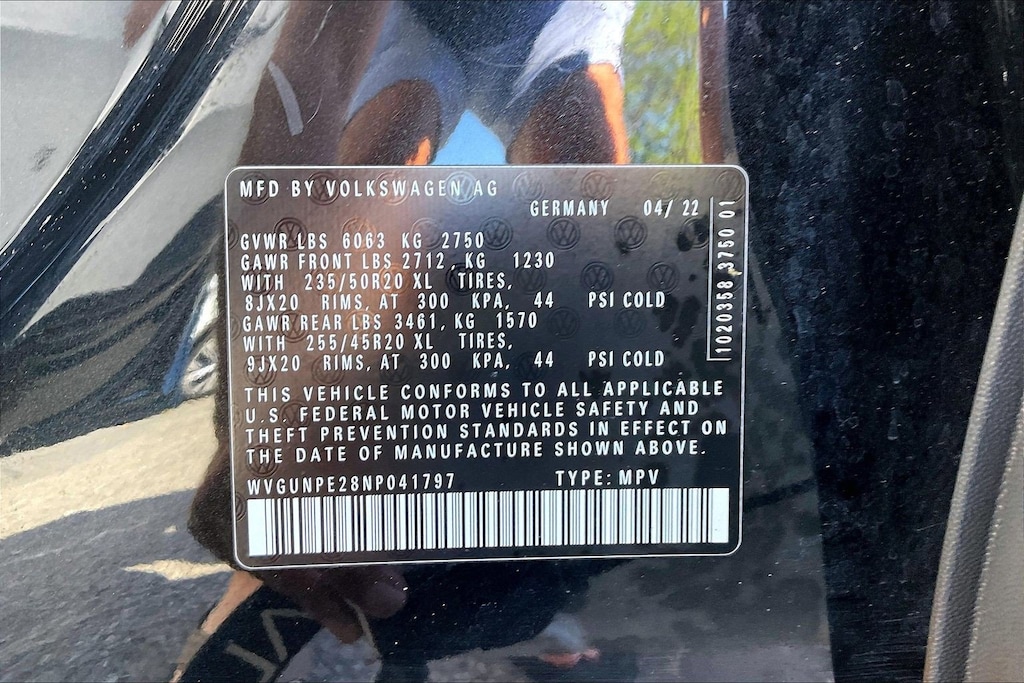 MFD BY VOLKSWAGEN AG
GERMANY 04/ 22
GVWR LBS 6063 KG 2750
GAWR FRONT LBS 2712, KG 1230
WITH 235/50R20 XL TIRES,
8JX20 RIMS, AT 300 KPA, 44 PSI COLD
GAWR REAR LBS 3461, KG 1570
WITH 255/45R20 XL TIRES,
9JX20 RIMS, AT 300 KPA, 44 PSI COLD
THIS VEHICLE CONFORMS TO ALL APPLICABLE
U.S. FEDERAL MOTOR VEHICLE SAFETY AND
THEFT PREVENTION STANDARDS IN EFFECT ON
THE DATE OF MANUFACTURE SHOWN ABOVE.
WVGUNPE28NP041797 TYPE: MPV
1020358 3750 01